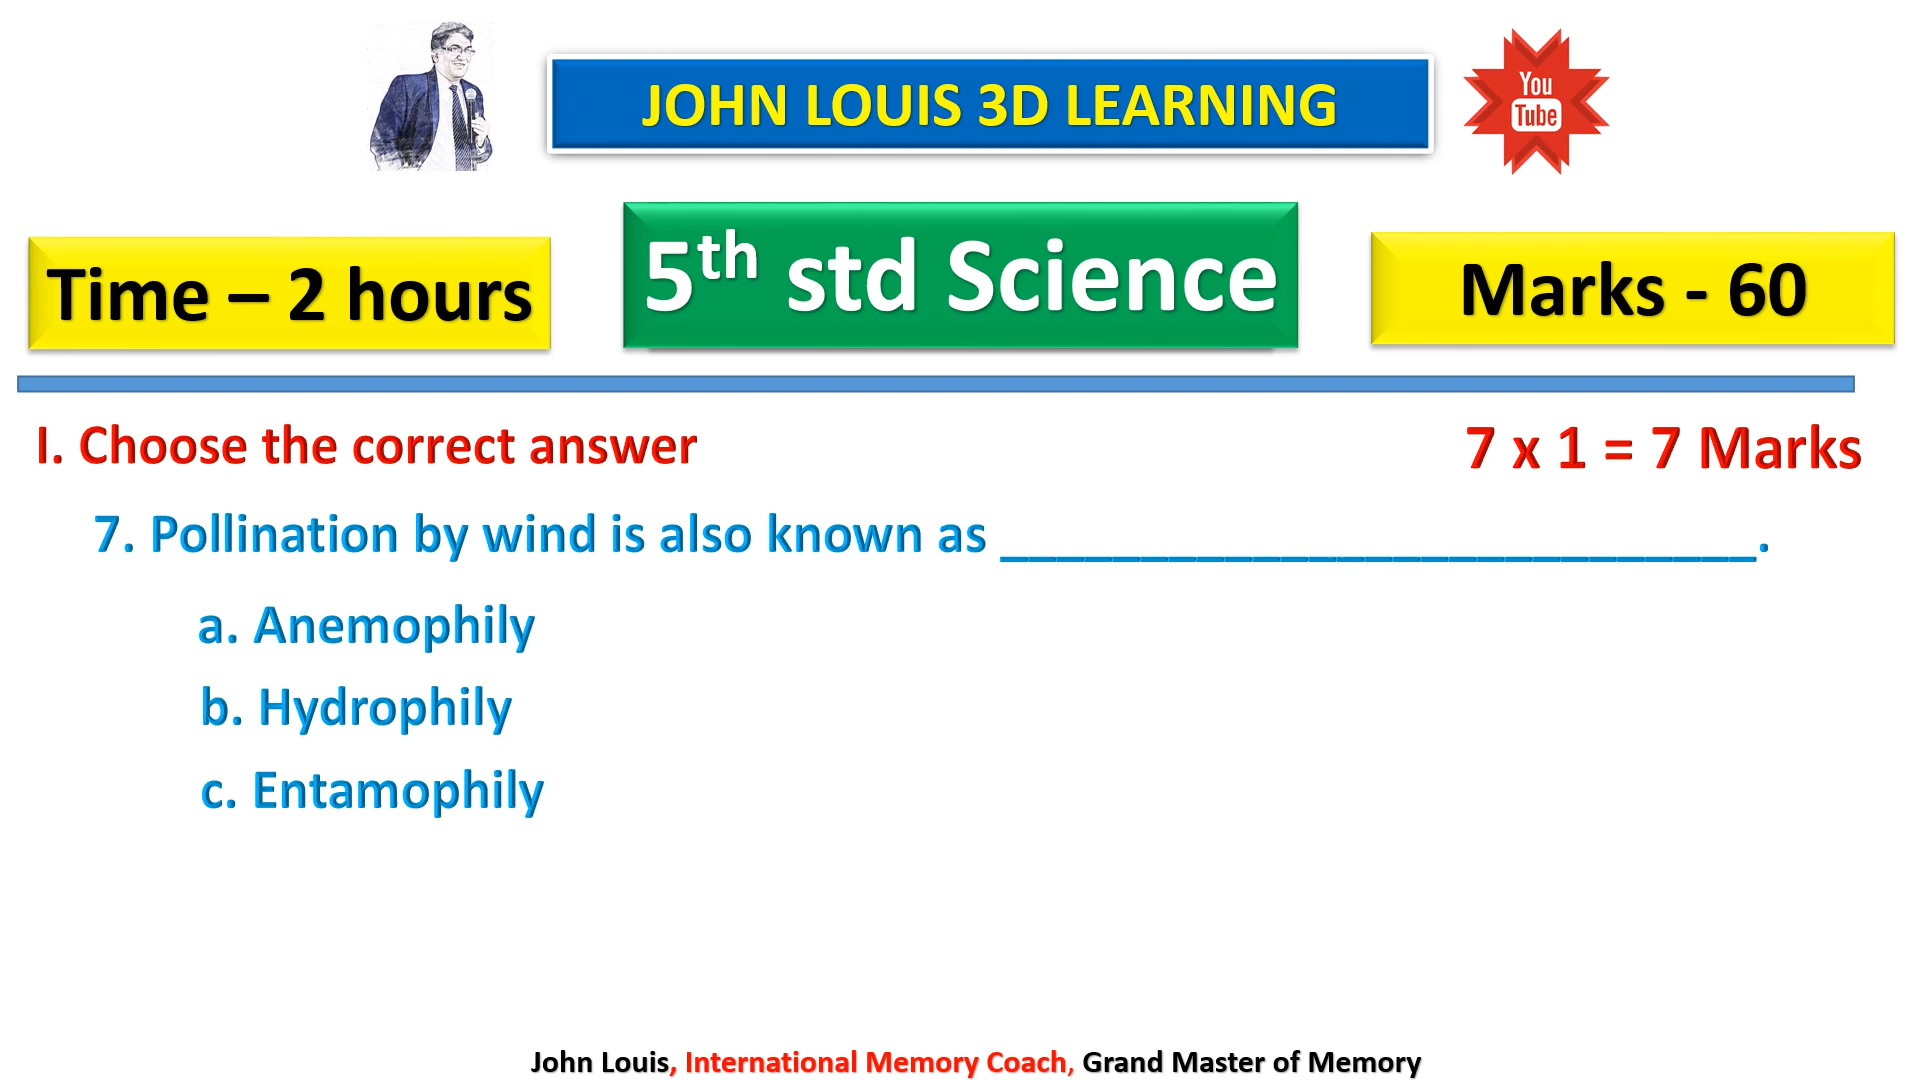 JOHN LOUIS 3D LEARNING
You
Tube
Time – 2 hours
5th std Science
Marks - 60
I. Choose the correct answer
7 x 1 = 7 Marks
7. Pollination by wind is also known as ___________________________.
a. Anemophily
b. Hydrophily
c. Entamophily
John Louis, International Memory Coach, Grand Master of Memory